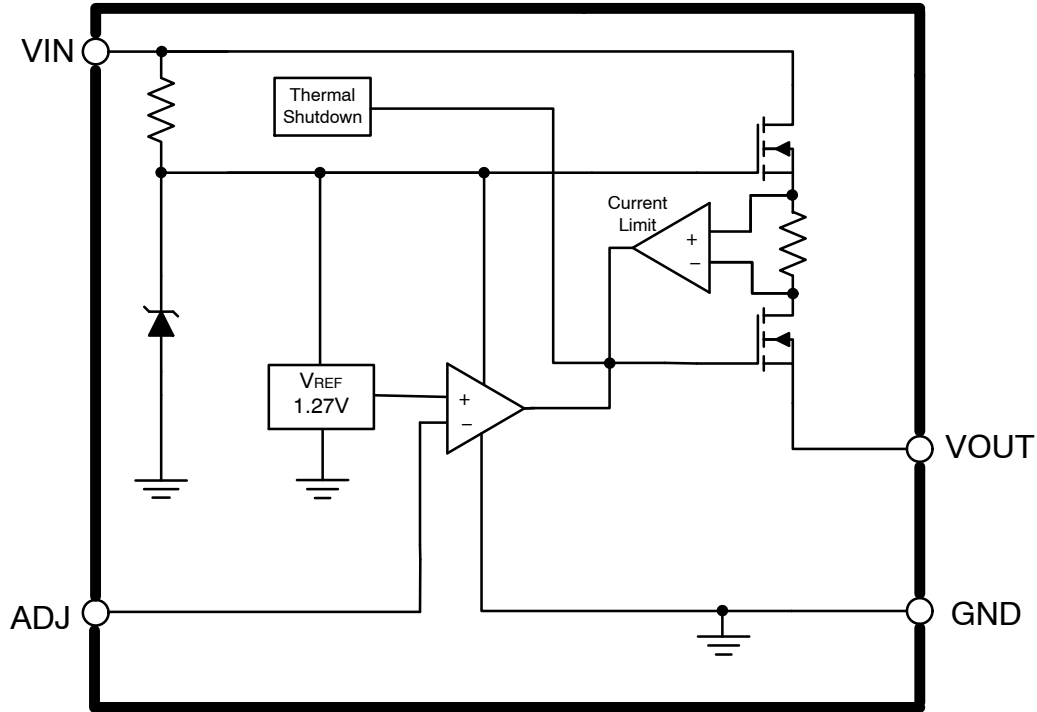 VIN
Thermal
Shutdown
Current
Limit
+
−
VREF
1.27V
+
−
VOUT
ADJ
GND